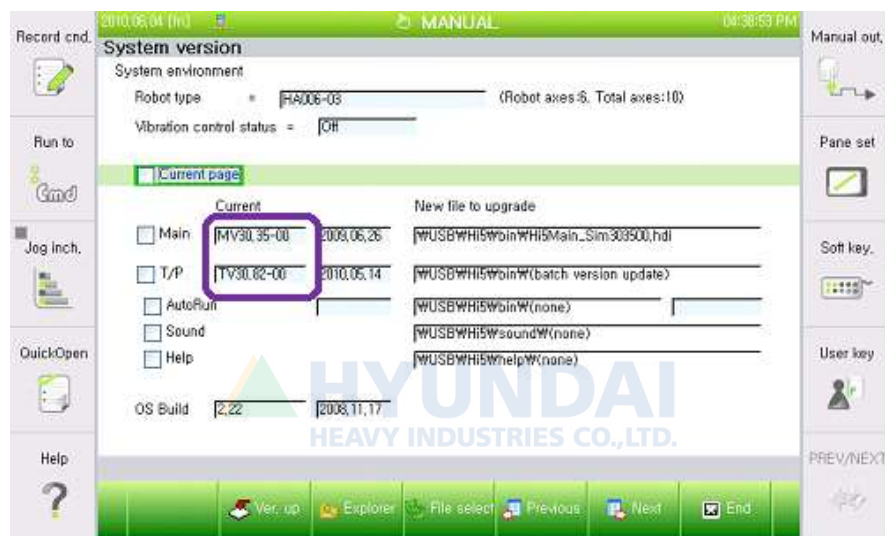 2010,06,04 [fri] MANUAL 04:38:53 PM
Record cnd.
Run to
Cmd
Jog inch.
QuickOpen
Help
System version
System environment
Robot type = HA006-03 (Robot axes:6, Total axes:10)
Vibration control status = Off
Current page
Current New file to upgrade
Main MV30.35-00 2009,06,26 ₩USB₩Hi5₩bin₩Hi5Main_Sim303500,hdi
T/P TV30.82-00 2010,05,14 ₩USB₩Hi5₩bin₩(batch version update)
AutoRun ₩USB₩Hi5₩bin₩(none)
Sound ₩USB₩Hi5₩sound₩(none)
Help ₩USB₩Hi5₩help₩(none)
OS Build 2,22 2008,11,17
HYUNDAI
HEAVY INDUSTRIES CO.,LTD.
Ver. up Explorer File select Previous Next End
Manual out,
Pane set
Soft key,
User key
PREV/NEXT